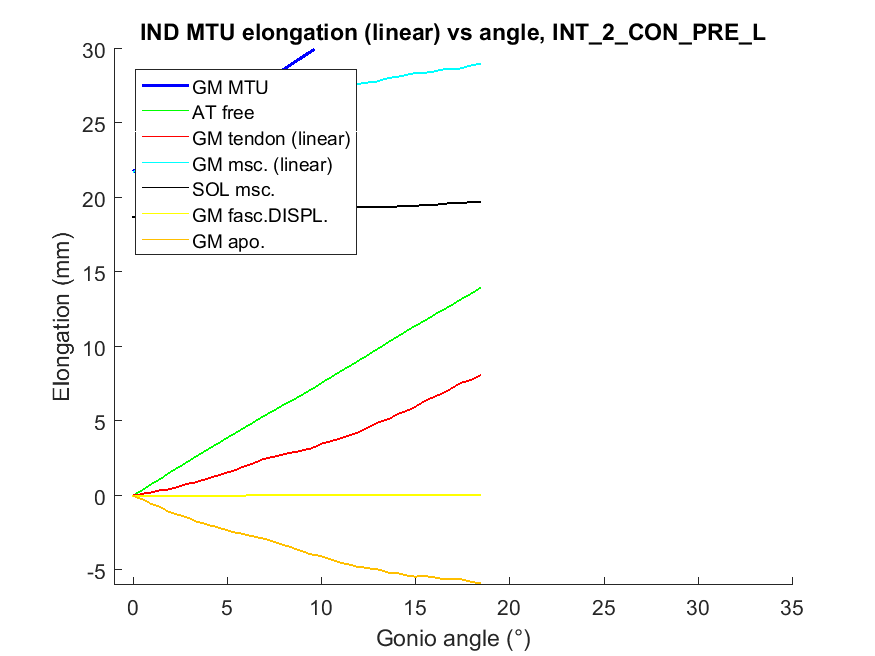 IND MTU elongation (linear) vs angle, INT_2_CON_PRE_L
30
25
20
15
10
5
0
-5
Elongation (mm)
GM MTU
AT free
GM tendon (linear)
GM msc. (linear)
SOL msc.
GM fasc.DISPL.
GM apo.
0 5 10 15 20 25 30 35
Gonio angle (°)